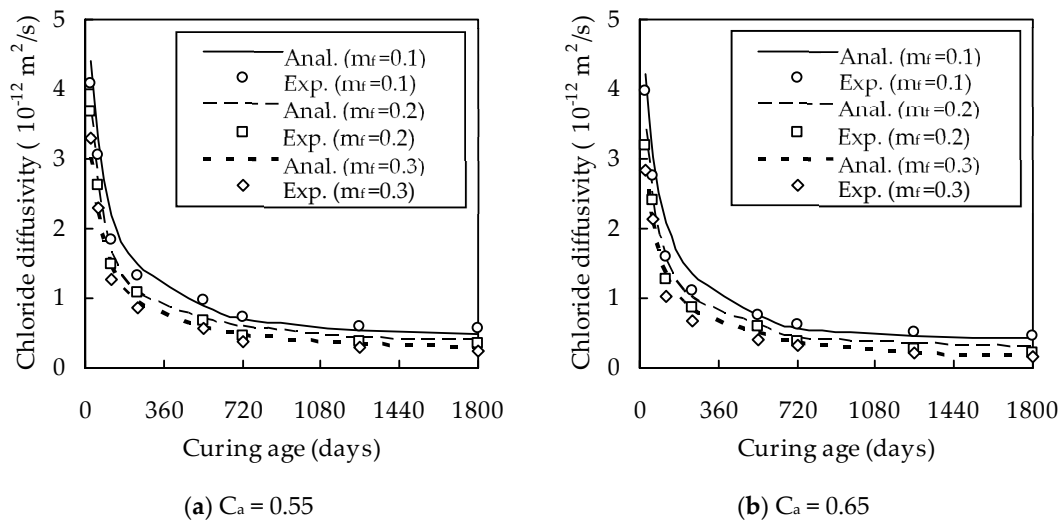 Chloride diffusivity ( 10⁻¹² m²/s)
5
4
3
2
1
0
Anal. (mf=0.1)
Exp. (mf=0.1)
Anal. (mf=0.2)
Exp. (mf=0.2)
Anal. (mf=0.3)
Exp. (mf=0.3)
0 360 720 1080 1440 1800
Curing age (days)
(a) Ca = 0.55
Chloride diffusivity ( 10⁻¹² m²/s)
5
4
3
2
1
0
Anal. (mf=0.1)
Exp. (mf=0.1)
Anal. (mf=0.2)
Exp. (mf=0.2)
Anal. (mf=0.3)
Exp. (mf=0.3)
0 360 720 1080 1440 1800
Curing age (days)
(b) Ca = 0.65